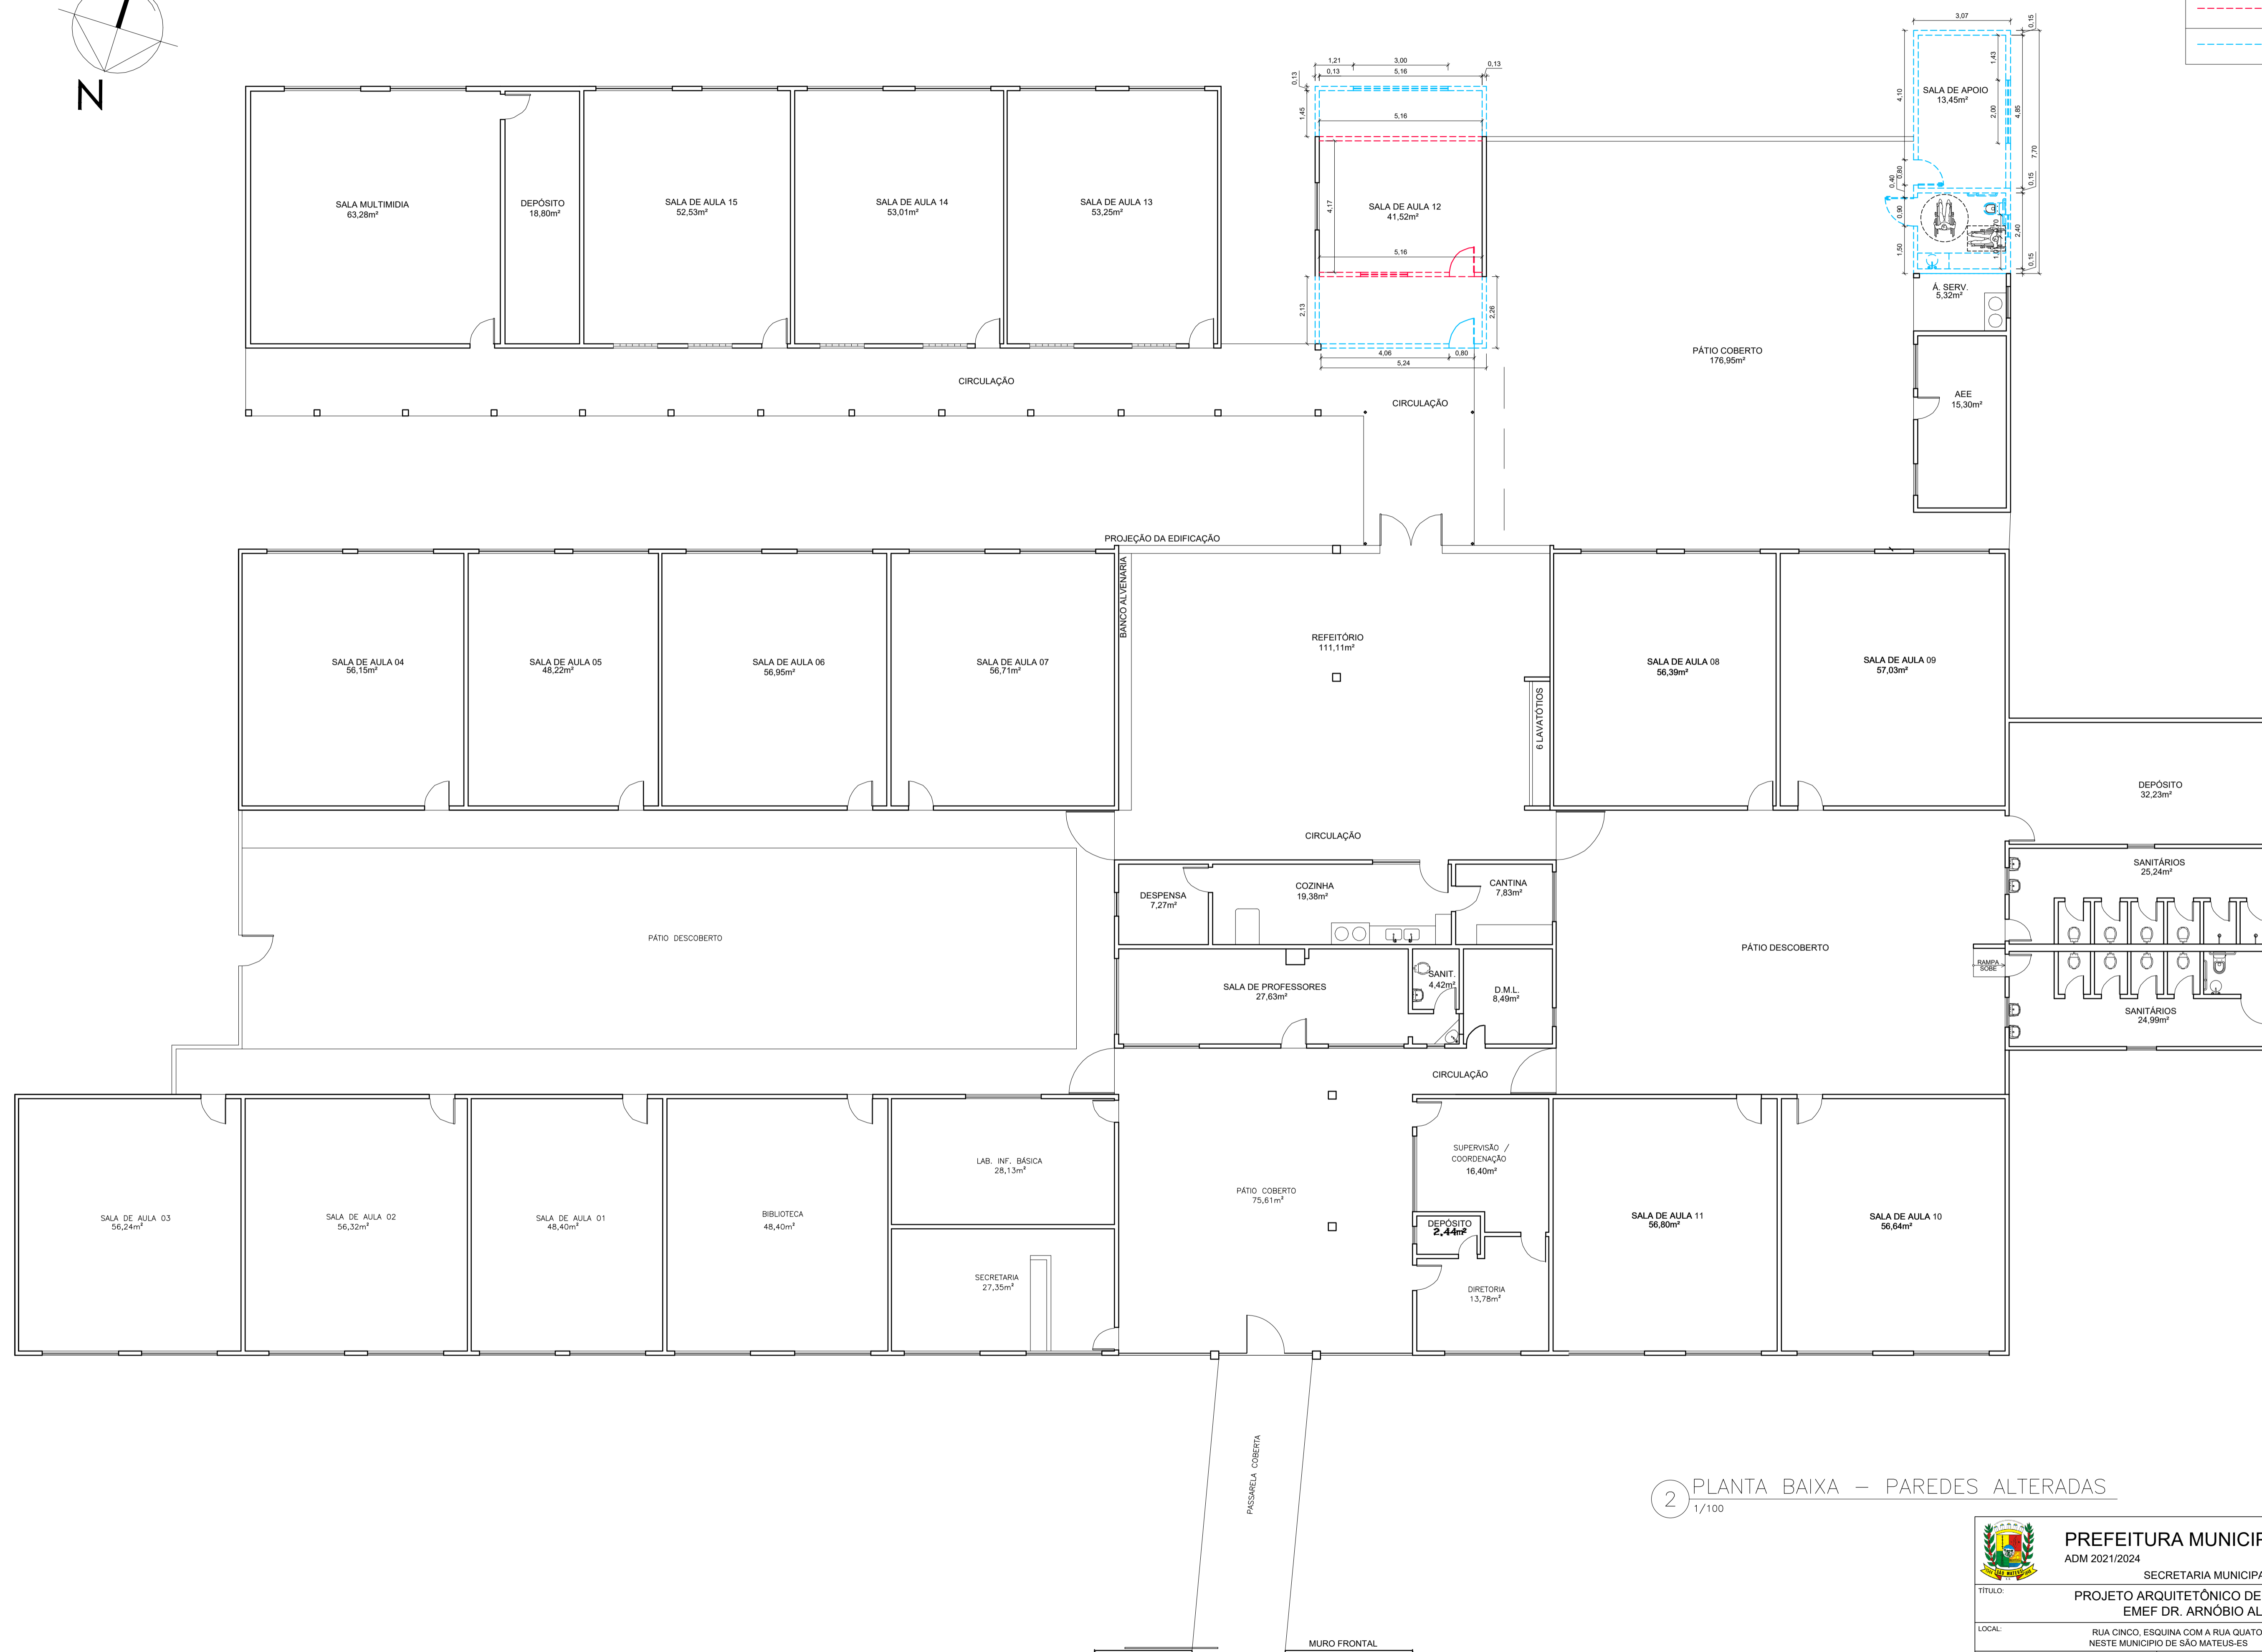 N
3,07
0,15
1,21
3,00
0,13
0,13
5,16
0,13
1,45
5,16
4,17
SALA DE AULA 12
41,52m²
5,16
2,13
2,26
4,06
0,80
5,24
SALA DE APOIO
13,45m²
1,43
4,10
2,00
4,85
7,70
0,15
0,80
0,40
0.90
1,50
2,40
0,15
Á. SERV.
5,32m²
AEE
15,30m²
SALA MULTIMIDIA
63,28m²
DEPÓSITO
18,80m²
SALA DE AULA 15
52,53m²
SALA DE AULA 14
53,01m²
SALA DE AULA 13
53,25m²
PÁTIO COBERTO
176,95m²
CIRCULAÇÃO
CIRCULAÇÃO
PROJEÇÃO DA EDIFICAÇÃO
BANCO ALVENARIA
SALA DE AULA 04
56,15m²
SALA DE AULA 05
48,22m²
SALA DE AULA 06
56,95m²
SALA DE AULA 07
56,71m²
REFEITÓRIO
111,11m²
6 LAVATÓTIOS
SALA DE AULA 08
56,39m²
SALA DE AULA 09
57,03m²
DEPÓSITO
32,23m²
CIRCULAÇÃO
DESPENSA
7,27m²
COZINHA
19,38m²
CANTINA
7,83m²
SANITÁRIOS
25,24m²
PÁTIO DESCOBERTO
PÁTIO DESCOBERTO
RAMPA
SOBE
SALA DE PROFESSORES
27,63m²
SANIT.
4,42m²
D.M.L.
8,49m²
SANITÁRIOS
24,99m²
CIRCULAÇÃO
LAB. INF. BÁSICA
28,13m²
SUPERVISÃO /
COORDENAÇÃO
16,40m²
SALA DE AULA 03
56,24m²
SALA DE AULA 02
56,32m²
SALA DE AULA 01
48,40m²
BIBLIOTECA
48,40m²
PÁTIO COBERTO
75,61m²
DEPÓSITO
2,44m²
SALA DE AULA 11
56,80m²
SALA DE AULA 10
56,64m²
SECRETARIA
27,35m²
DIRETORIA
13,78m²
PASSARELA COBERTA
2
PLANTA BAIXA – PAREDES ALTERADAS
1/100
PREFEITURA MUNICIP
ADM 2021/2024
SECRETARIA MUNICIPA
TÍTULO:
PROJETO ARQUITETÔNICO DE
EMEF DR. ARNÓBIO AL
LOCAL:
RUA CINCO, ESQUINA COM A RUA QUATO
NESTE MUNICIPIO DE SÃO MATEUS-ES
MURO FRONTAL